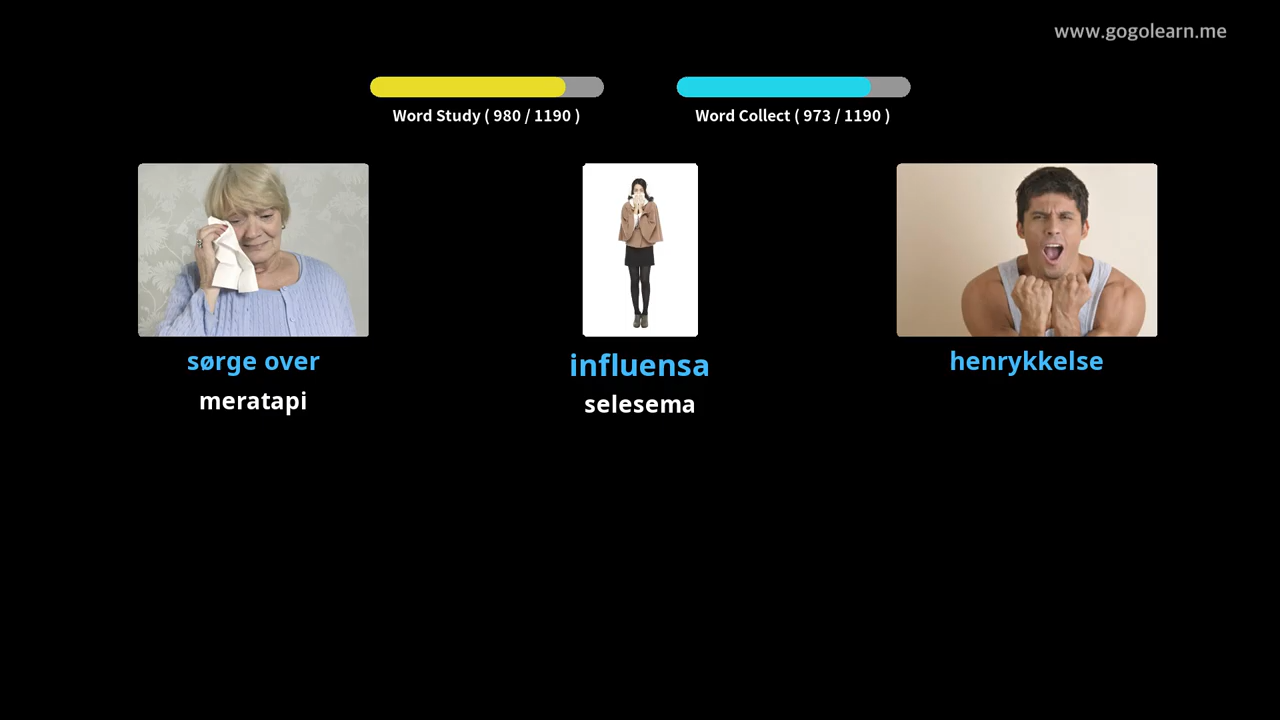 www.gogolearn.me
Word Study ( 980 / 1190 )
Word Collect ( 973 / 1190 )
sørge over
influensa
henrykkelse
meratapi
selesema